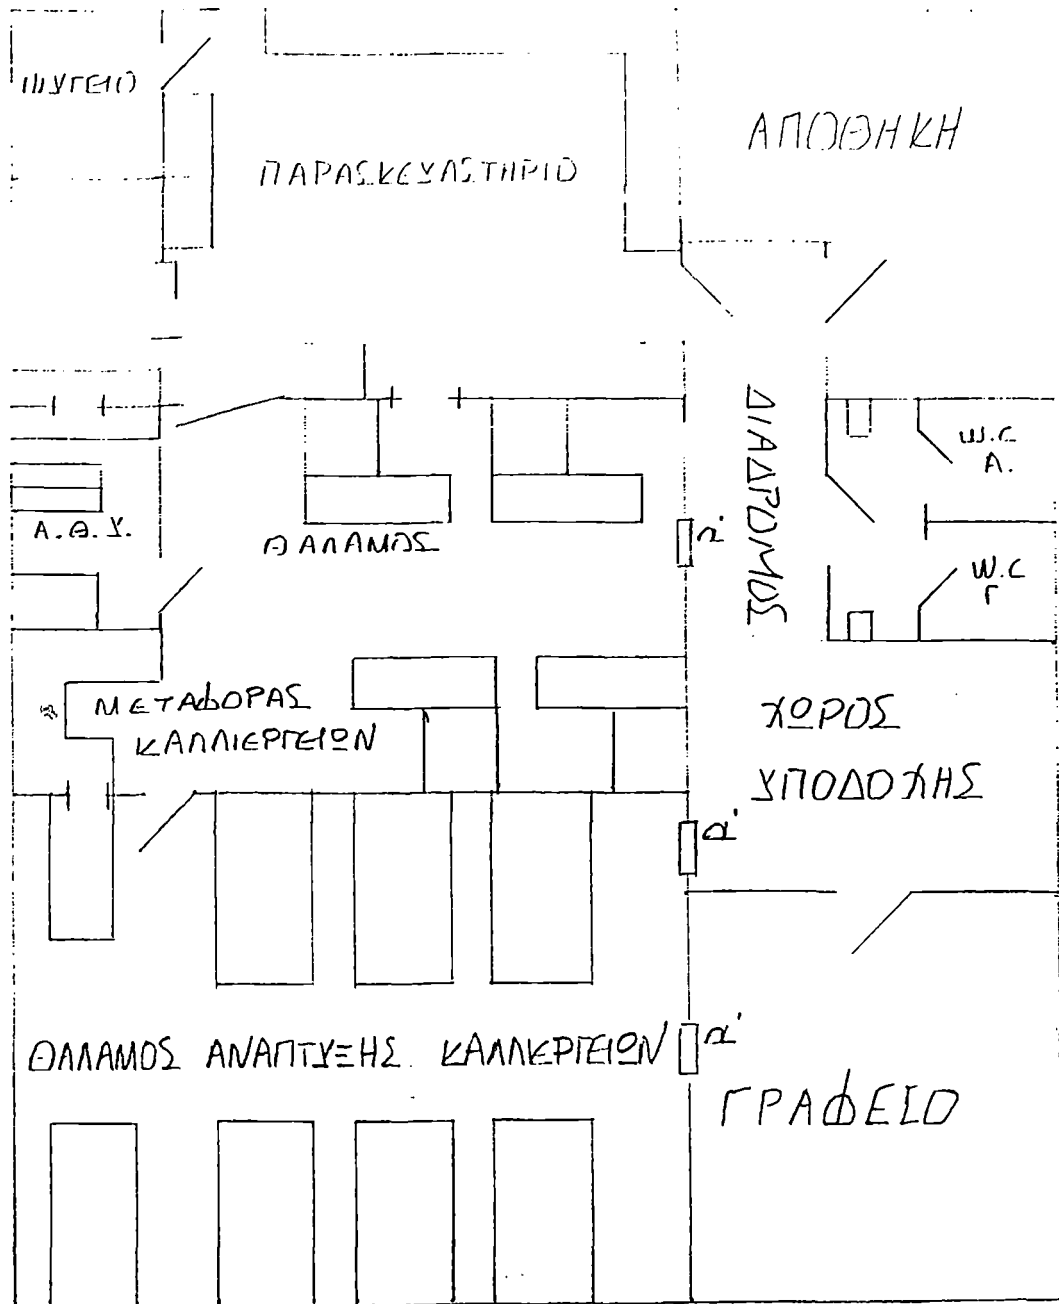 ΨΥΓΕΙΟ
ΑΠΟΘΗΚΗ
ΠΑΡΑΣΚΕΥΑΣΤΗΡΙΟ
ΔΙΑΔΡΟΜΟΣ
W.C
Α.
Α.Θ.Υ.
ΘΑΛΑΜΟΣ
W.C
Γ
ΜΕΤΑΦΟΡΑΣ
ΚΑΛΛΙΕΡΓΕΙΩΝ
ΧΩΡΟΣ
ΥΠΟΔΟΧΗΣ
α'
α'
α'
ΘΑΛΑΜΟΣ ΑΝΑΠΤΥΞΗΣ ΚΑΛΛΙΕΡΓΕΙΩΝ
ΓΡΑΦΕΙΟ